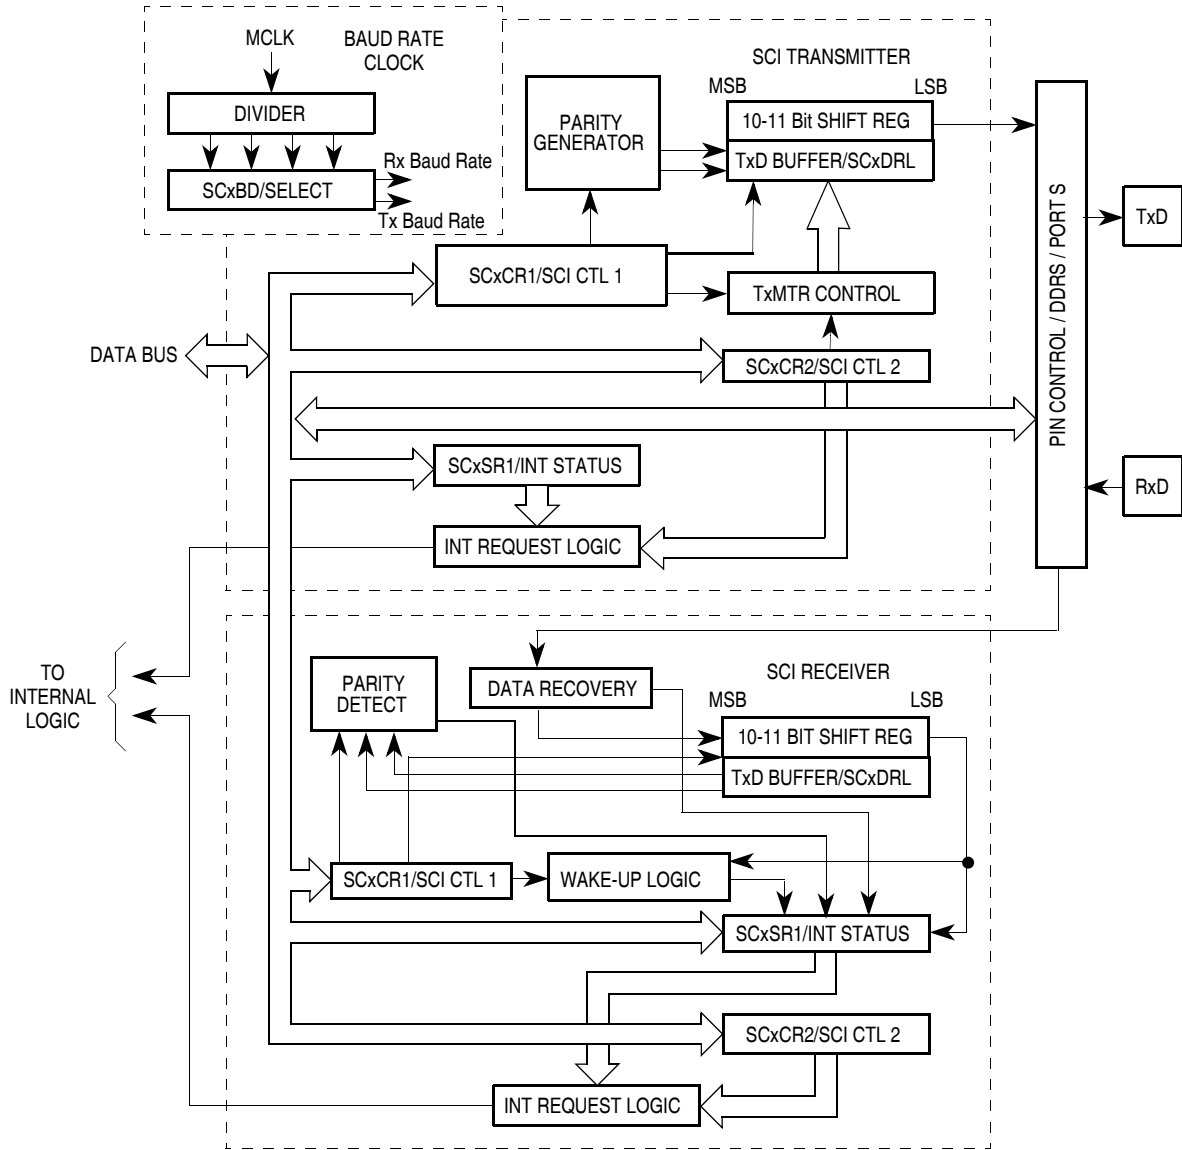 MCLK
BAUD RATE
CLOCK
DIVIDER
SCxBD/SELECT
Rx Baud Rate
Tx Baud Rate
SCI TRANSMITTER
MSB
LSB
PARITY
GENERATOR
10-11 Bit SHIFT REG
TxD BUFFER/SCxDRL
SCxCR1/SCI CTL 1
TxMTR CONTROL
DATA BUS
SCxCR2/SCI CTL 2
PIN CONTROL / DDRS / PORT S
TxD
RxD
SCxSR1/INT STATUS
INT REQUEST LOGIC
TO
INTERNAL
LOGIC
SCI RECEIVER
PARITY
DETECT
DATA RECOVERY
MSB
LSB
10-11 BIT SHIFT REG
TxD BUFFER/SCxDRL
SCxCR1/SCI CTL 1
WAKE-UP LOGIC
SCxSR1/INT STATUS
SCxCR2/SCI CTL 2
INT REQUEST LOGIC